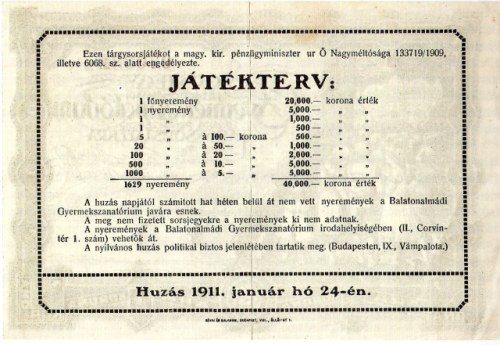 Ezen tárgysorsjátékot a magy. kir. pénzügyminiszter ur Ő Nagyméltósága 133719/1909,
illetve 6068. sz. alatt engedélyezte.
JÁTÉKTERV:
1 főnyeremény 20,000.— korona érték
1 nyeremény 5,000.— „ „
1 „ 1,000.— „ „
1 „ 500 — „ „
5 „ à 100.— korona 500.— „ „
20 „ à 50.— „ 1,000.— „ „
100 „ à 20 — „ 2,000.— „ „
500 „ à 10 — „ 5,000.— „ „
1000 „ à 5.— „ 5,000.— „ „
1629 nyeremény 40,000.— korona érték
A huzás napjától számitott hat héten belül át nem vett nyeremények a Balatonalmádi
Gyermekszanatórium javára esnek.
A meg nem fizetett sorsjegyekre a nyeremények ki nem adatnak.
A nyeremények a Balatonalmádi Gyermekszanatórium irodahelyiségében (II., Corvin-
tér 1. szám) vehetők át.
A nyilvános huzás politikai biztos jelenlétében tartatik meg. (Budapesten, IX., Vámpalota.)
Huzás 1911. január hó 24-én.